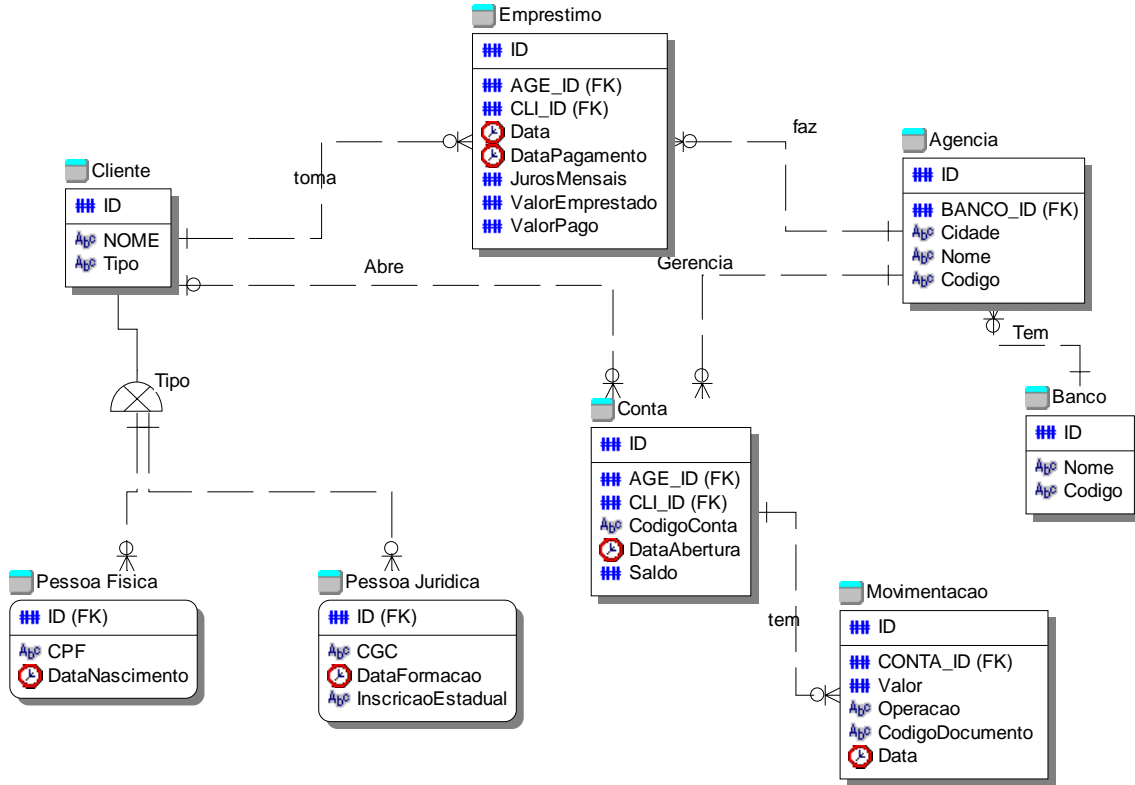 Emprestimo
ID
AGE_ID (FK)
CLI_ID (FK)
Data
DataPagamento
JurosMensais
ValorEmprestado
ValorPago
faz
Agencia
ID
BANCO_ID (FK)
Cidade
Nome
Codigo
toma
Cliente
ID
NOME
Tipo
Abre
Gerencia
Tem
Tipo
Banco
ID
Nome
Codigo
Conta
ID
AGE_ID (FK)
CLI_ID (FK)
CodigoConta
DataAbertura
Saldo
Pessoa Fisica
ID (FK)
CPF
DataNascimento
Pessoa Juridica
ID (FK)
CGC
DataFormacao
InscricaoEstadual
tem
Movimentacao
ID
CONTA_ID (FK)
Valor
Operacao
CodigoDocumento
Data